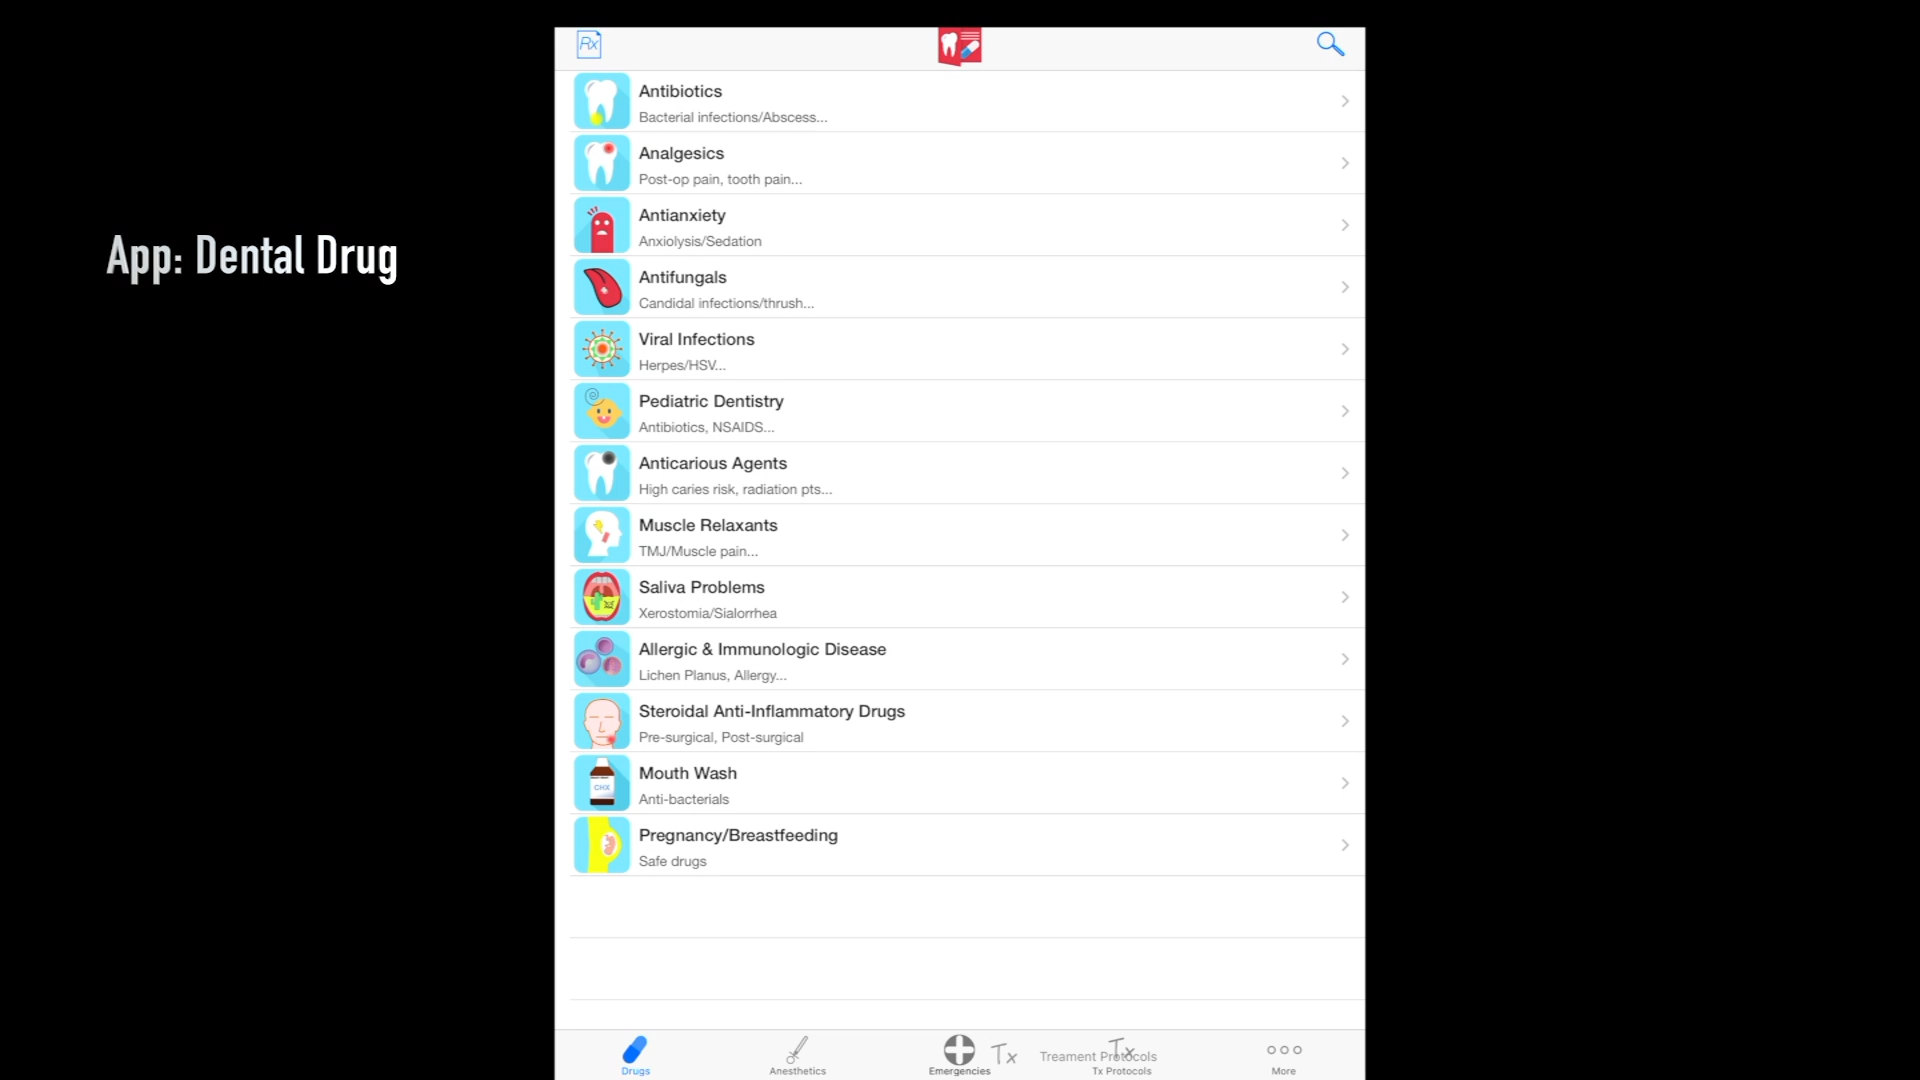 Rx
App: Dental Drug
Antibiotics
Bacterial infections/Abscess...
Analgesics
Post-op pain, tooth pain...
Antianxiety
Anxiolysis/Sedation
Antifungals
Candidal infections/thrush...
Viral Infections
Herpes/HSV...
Pediatric Dentistry
Antibiotics, NSAIDS...
Anticarious Agents
High caries risk, radiation pts...
Muscle Relaxants
TMJ/Muscle pain...
Saliva Problems
Xerostomia/Sialorrhea
Allergic & Immunologic Disease
Lichen Planus, Allergy...
Steroidal Anti-Inflammatory Drugs
Pre-surgical, Post-surgical
CHX
Mouth Wash
Anti-bacterials
Pregnancy/Breastfeeding
Safe drugs
Drugs
Anesthetics
Emergencies
Tx
Treament Protocols
Tx
Tx Protocols
More